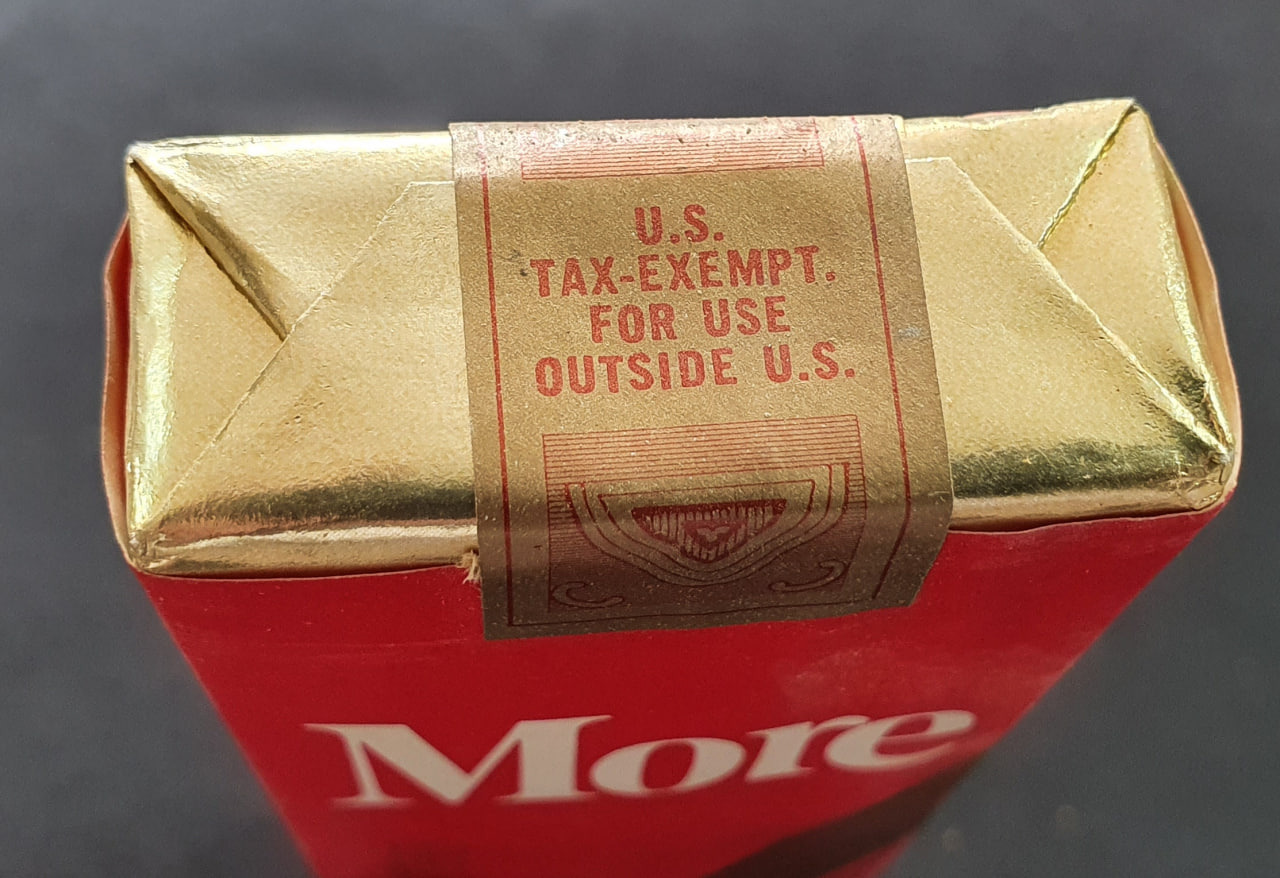 U.S.
TAX-EXEMPT.
FOR USE
OUTSIDE U.S.
More